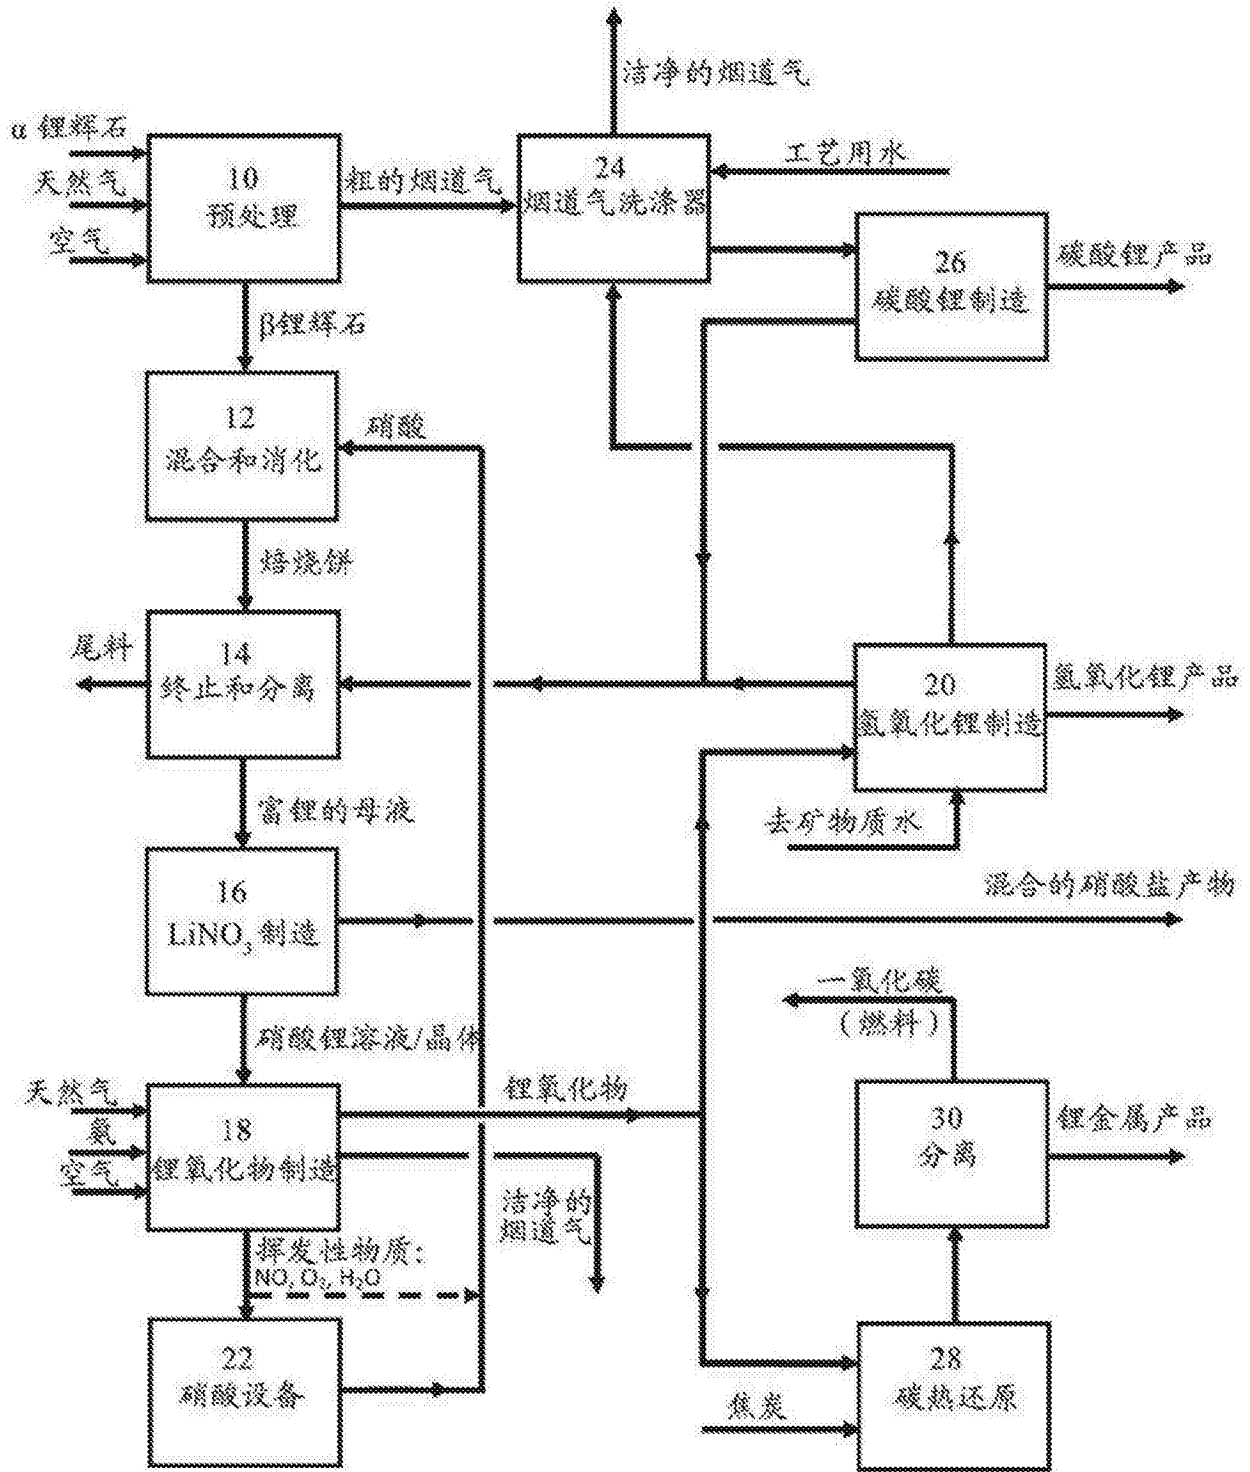 洁净的烟道气
α 锂辉石
天然气
空气
10
预处理
粗的烟道气
24
烟道气洗涤器
工艺用水
26
碳酸锂制造
碳酸锂产品
β锂辉石
12
混合和消化
硝酸
焙烧饼
尾料
14
终止和分离
20
氢氧化锂制造
氢氧化锂产品
富锂的母液
去矿物质水
16
LiNO3 制造
混合的硝酸盐产物
一氧化碳
（燃料）
硝酸锂溶液/晶体
天然气
氨
空气
18
锂氧化物制造
锂氧化物
30
分离
锂金属产品
洁净的
烟道气
挥发性物质:
NO, O2, H2O
22
硝酸设备
28
碳热还原
焦炭